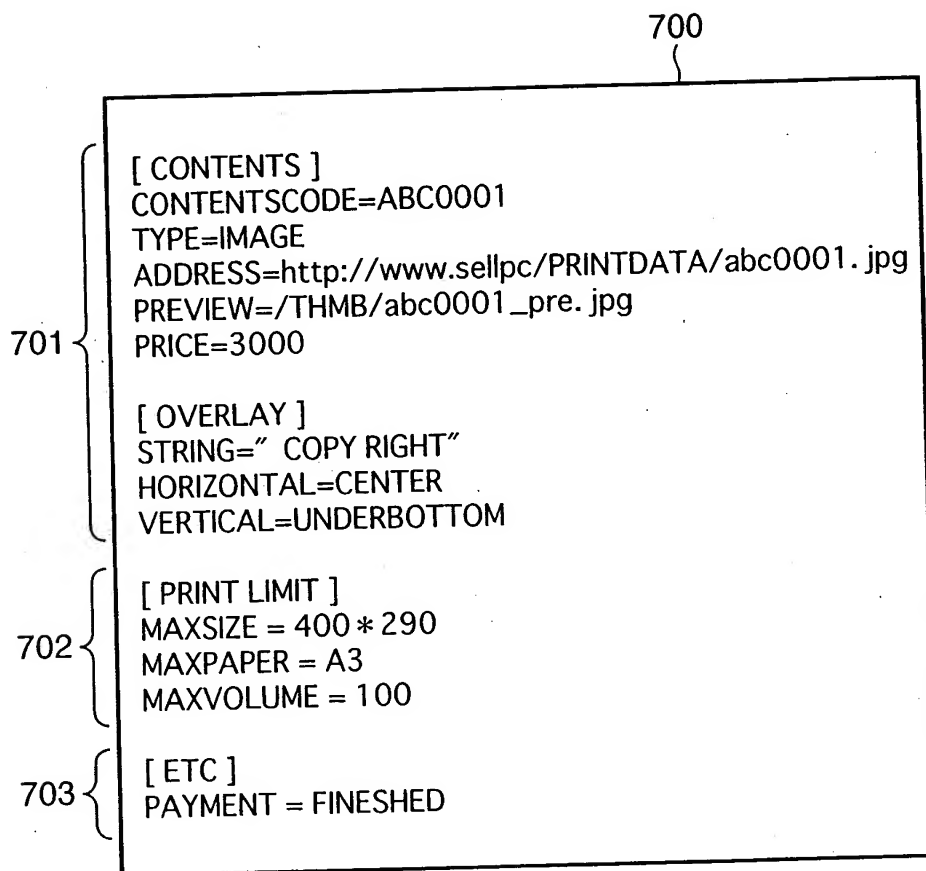 700
[ CONTENTS ]
CONTENTSCODE=ABC0001
TYPE=IMAGE
ADDRESS=http://www.sellpc/PRINTDATA/abc0001.jpg
PREVIEW=/THMB/abc0001_pre.jpg
701
PRICE=3000
[ OVERLAY ]
STRING=″ COPY RIGHT″
HORIZONTAL=CENTER
VERTICAL=UNDERBOTTOM
[ PRINT LIMIT ]
MAXSIZE = 400 * 290
702
MAXPAPER = A3
MAXVOLUME = 100
[ ETC ]
703
PAYMENT = FINESHED